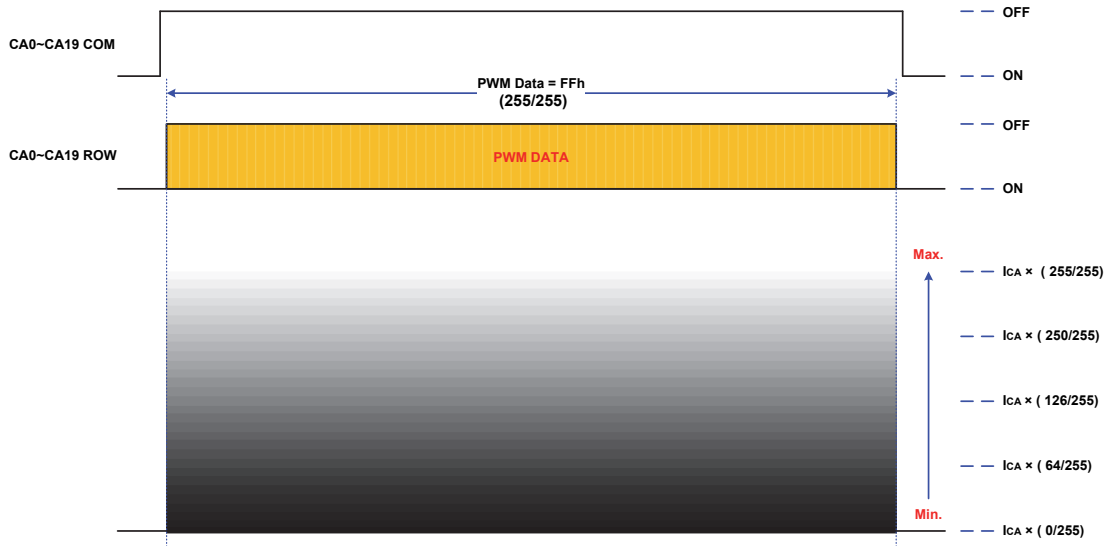 OFF
CA0~CA19 COM
ON
PWM Data = FFh
(255/255)
OFF
CA0~CA19 ROW
PWM DATA
ON
Max.
ICA × ( 255/255)
ICA × ( 250/255)
ICA × ( 126/255)
ICA × ( 64/255)
Min.
ICA × ( 0/255)